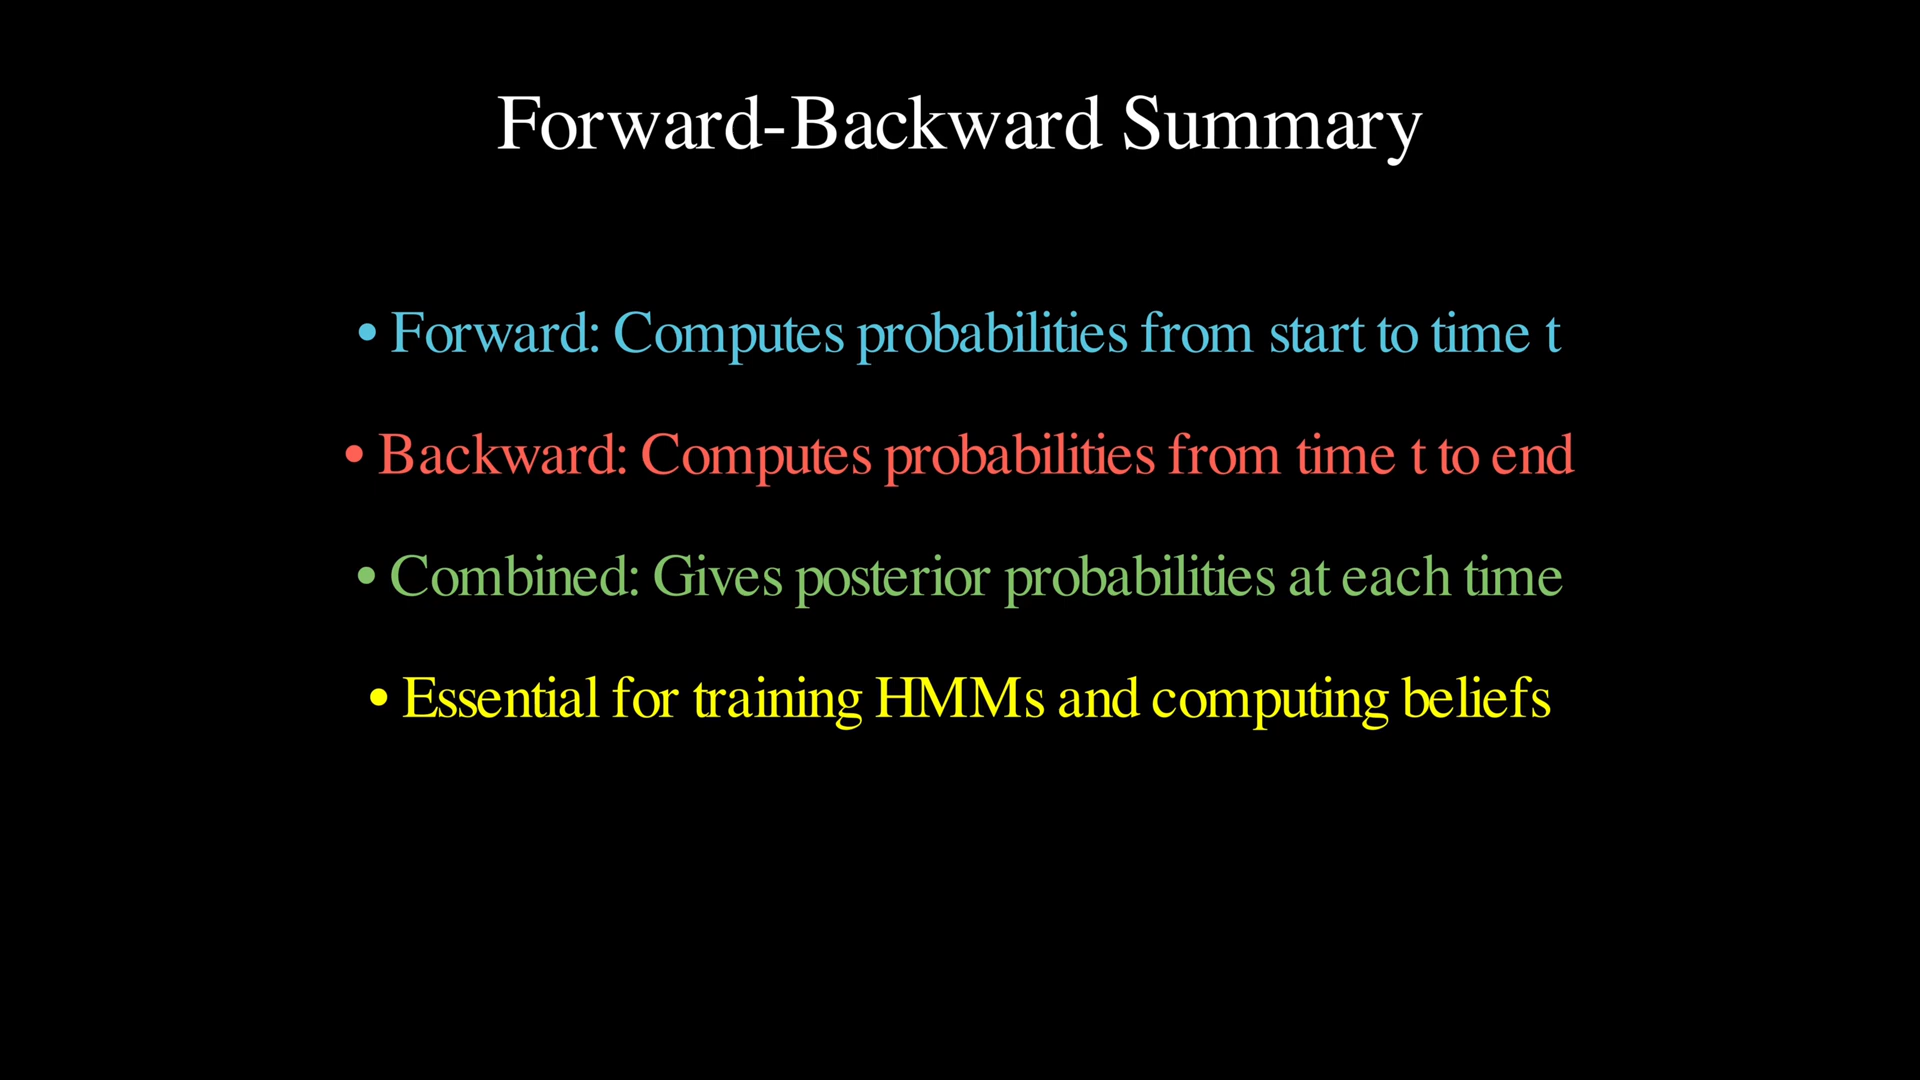 Forward-Backward Summary
• Forward: Computes probabilities from start to time t
• Backward: Computes probabilities from time t to end
• Combined: Gives posterior probabilities at each time
• Essential for training HMMs and computing beliefs